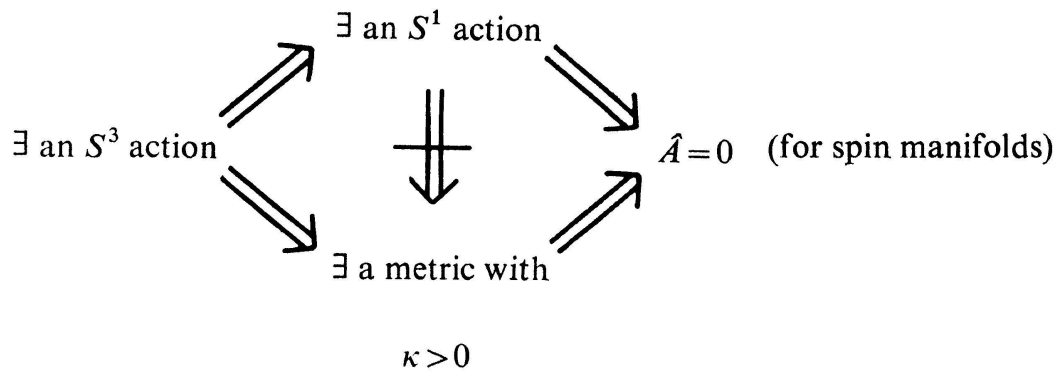 ∃ an S¹ action
∃ an S³ action
Â=0 (for spin manifolds)
∃ a metric with
κ>0